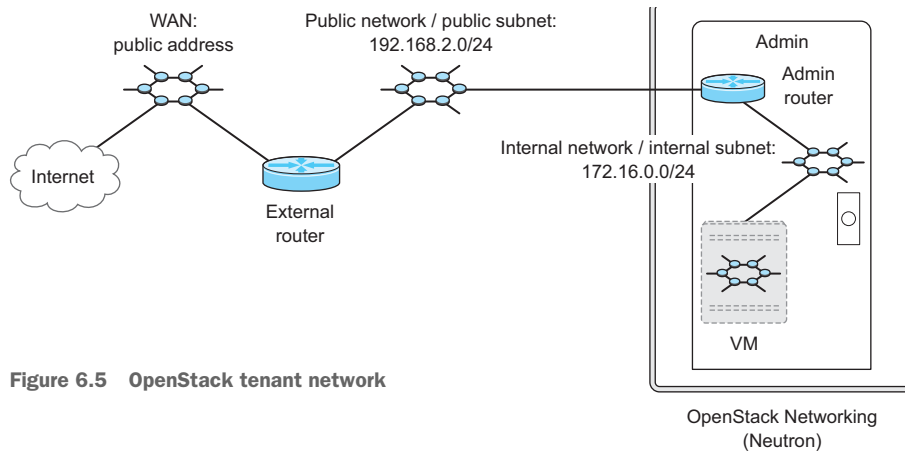 WAN:
public address
Public network / public subnet:
192.168.2.0/24
Admin
Admin
router
Internet
External
router
Internal network / internal subnet:
172.16.0.0/24
VM
Figure 6.5 OpenStack tenant network
OpenStack Networking
(Neutron)